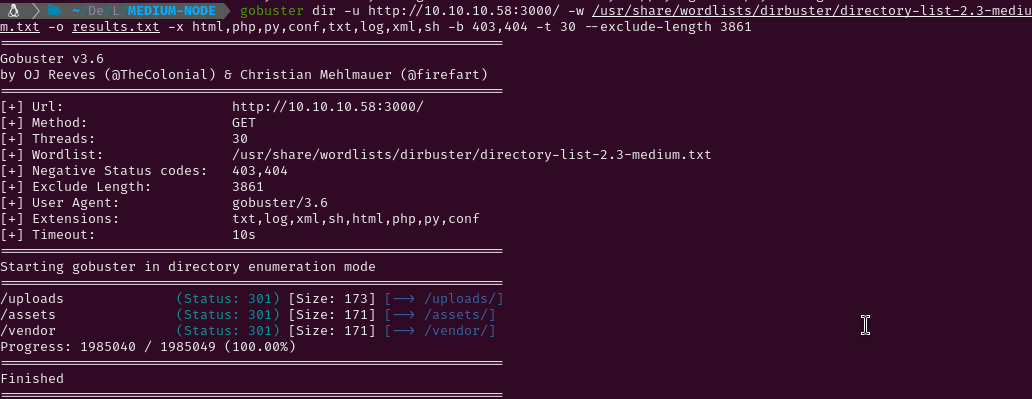 ~ De/L/MEDIUM-NODE gobuster dir -u http://10.10.10.58:3000/ -w /usr/share/wordlists/dirbuster/directory-list-2.3-mediu
m.txt -o results.txt -x html,php,py,conf,txt,log,xml,sh -b 403,404 -t 30 --exclude-length 3861
===============================================================
Gobuster v3.6
by OJ Reeves (@TheColonial) & Christian Mehlmauer (@firefart)
===============================================================
[+] Url:                     http://10.10.10.58:3000/
[+] Method:                  GET
[+] Threads:                 30
[+] Wordlist:                /usr/share/wordlists/dirbuster/directory-list-2.3-medium.txt
[+] Negative Status codes:   403,404
[+] Exclude Length:          3861
[+] User Agent:              gobuster/3.6
[+] Extensions:              txt,log,xml,sh,html,php,py,conf
[+] Timeout:                 10s
===============================================================
Starting gobuster in directory enumeration mode
===============================================================
/uploads              (Status: 301) [Size: 173] [--> /uploads/]
/assets               (Status: 301) [Size: 171] [--> /assets/]
/vendor               (Status: 301) [Size: 171] [--> /vendor/]
Progress: 1985040 / 1985049 (100.00%)
===============================================================
Finished
===============================================================